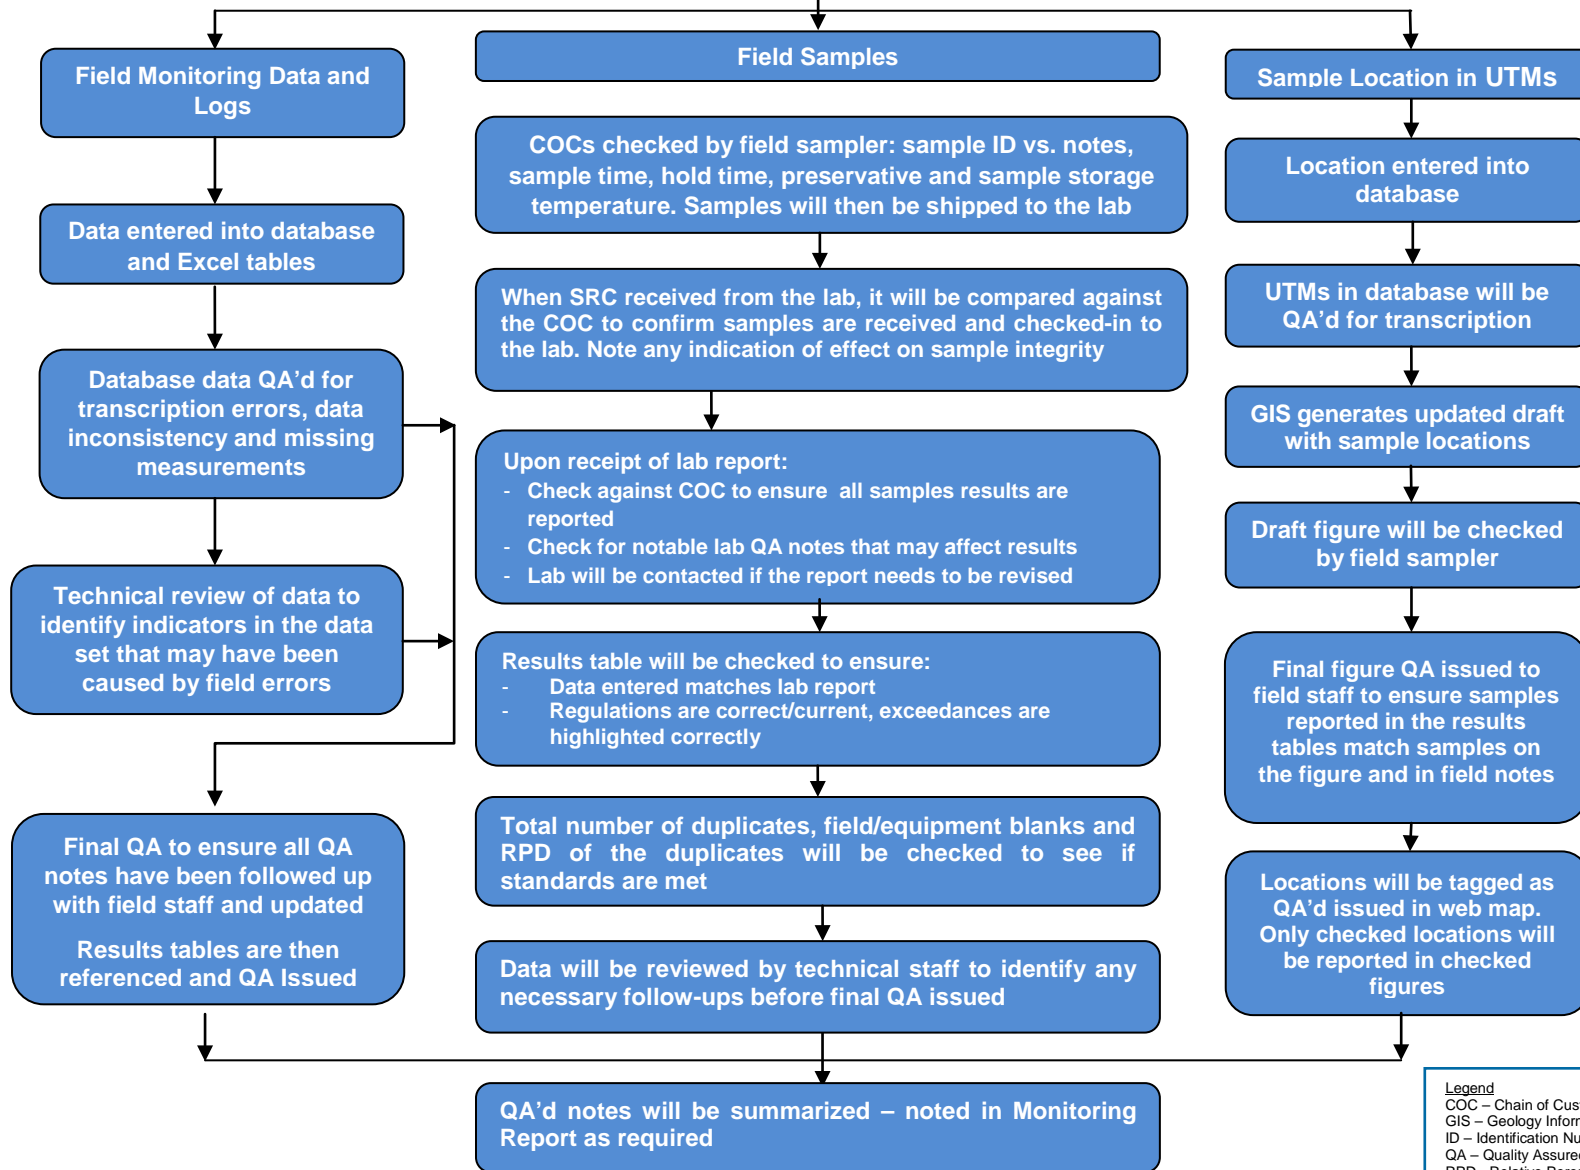 Field Monitoring Data and
Logs
Data entered into database
and Excel tables
Database data QA’d for
transcription errors, data
inconsistency and missing
measurements
Technical review of data to
identify indicators in the data
set that may have been
caused by field errors
Final QA to ensure all QA
notes have been followed up
with field staff and updated
Results tables are then
referenced and QA Issued
Field Samples
COCs checked by field sampler: sample ID vs. notes,
sample time, hold time, preservative and sample storage
temperature. Samples will then be shipped to the lab
When SRC received from the lab, it will be compared against
the COC to confirm samples are received and checked-in to
the lab. Note any indication of effect on sample integrity
Upon receipt of lab report:
- Check against COC to ensure all samples results are
reported
- Check for notable lab QA notes that may affect results
- Lab will be contacted if the report needs to be revised
Results table will be checked to ensure:
- Data entered matches lab report
- Regulations are correct/current, exceedances are
highlighted correctly
Total number of duplicates, field/equipment blanks and
RPD of the duplicates will be checked to see if
standards are met
Data will be reviewed by technical staff to identify any
necessary follow-ups before final QA issued
QA’d notes will be summarized – noted in Monitoring
Report as required
Sample Location in UTMs
Location entered into
database
UTMs in database will be
QA’d for transcription
GIS generates updated draft
with sample locations
Draft figure will be checked
by field sampler
Final figure QA issued to
field staff to ensure samples
reported in the results
tables match samples on
the figure and in field notes
Locations will be tagged as
QA’d issued in web map.
Only checked locations will
be reported in checked
figures
Legend
COC – Chain of
GIS – Geology
ID – Identification
QA – Quality Assured
RPD – Relative